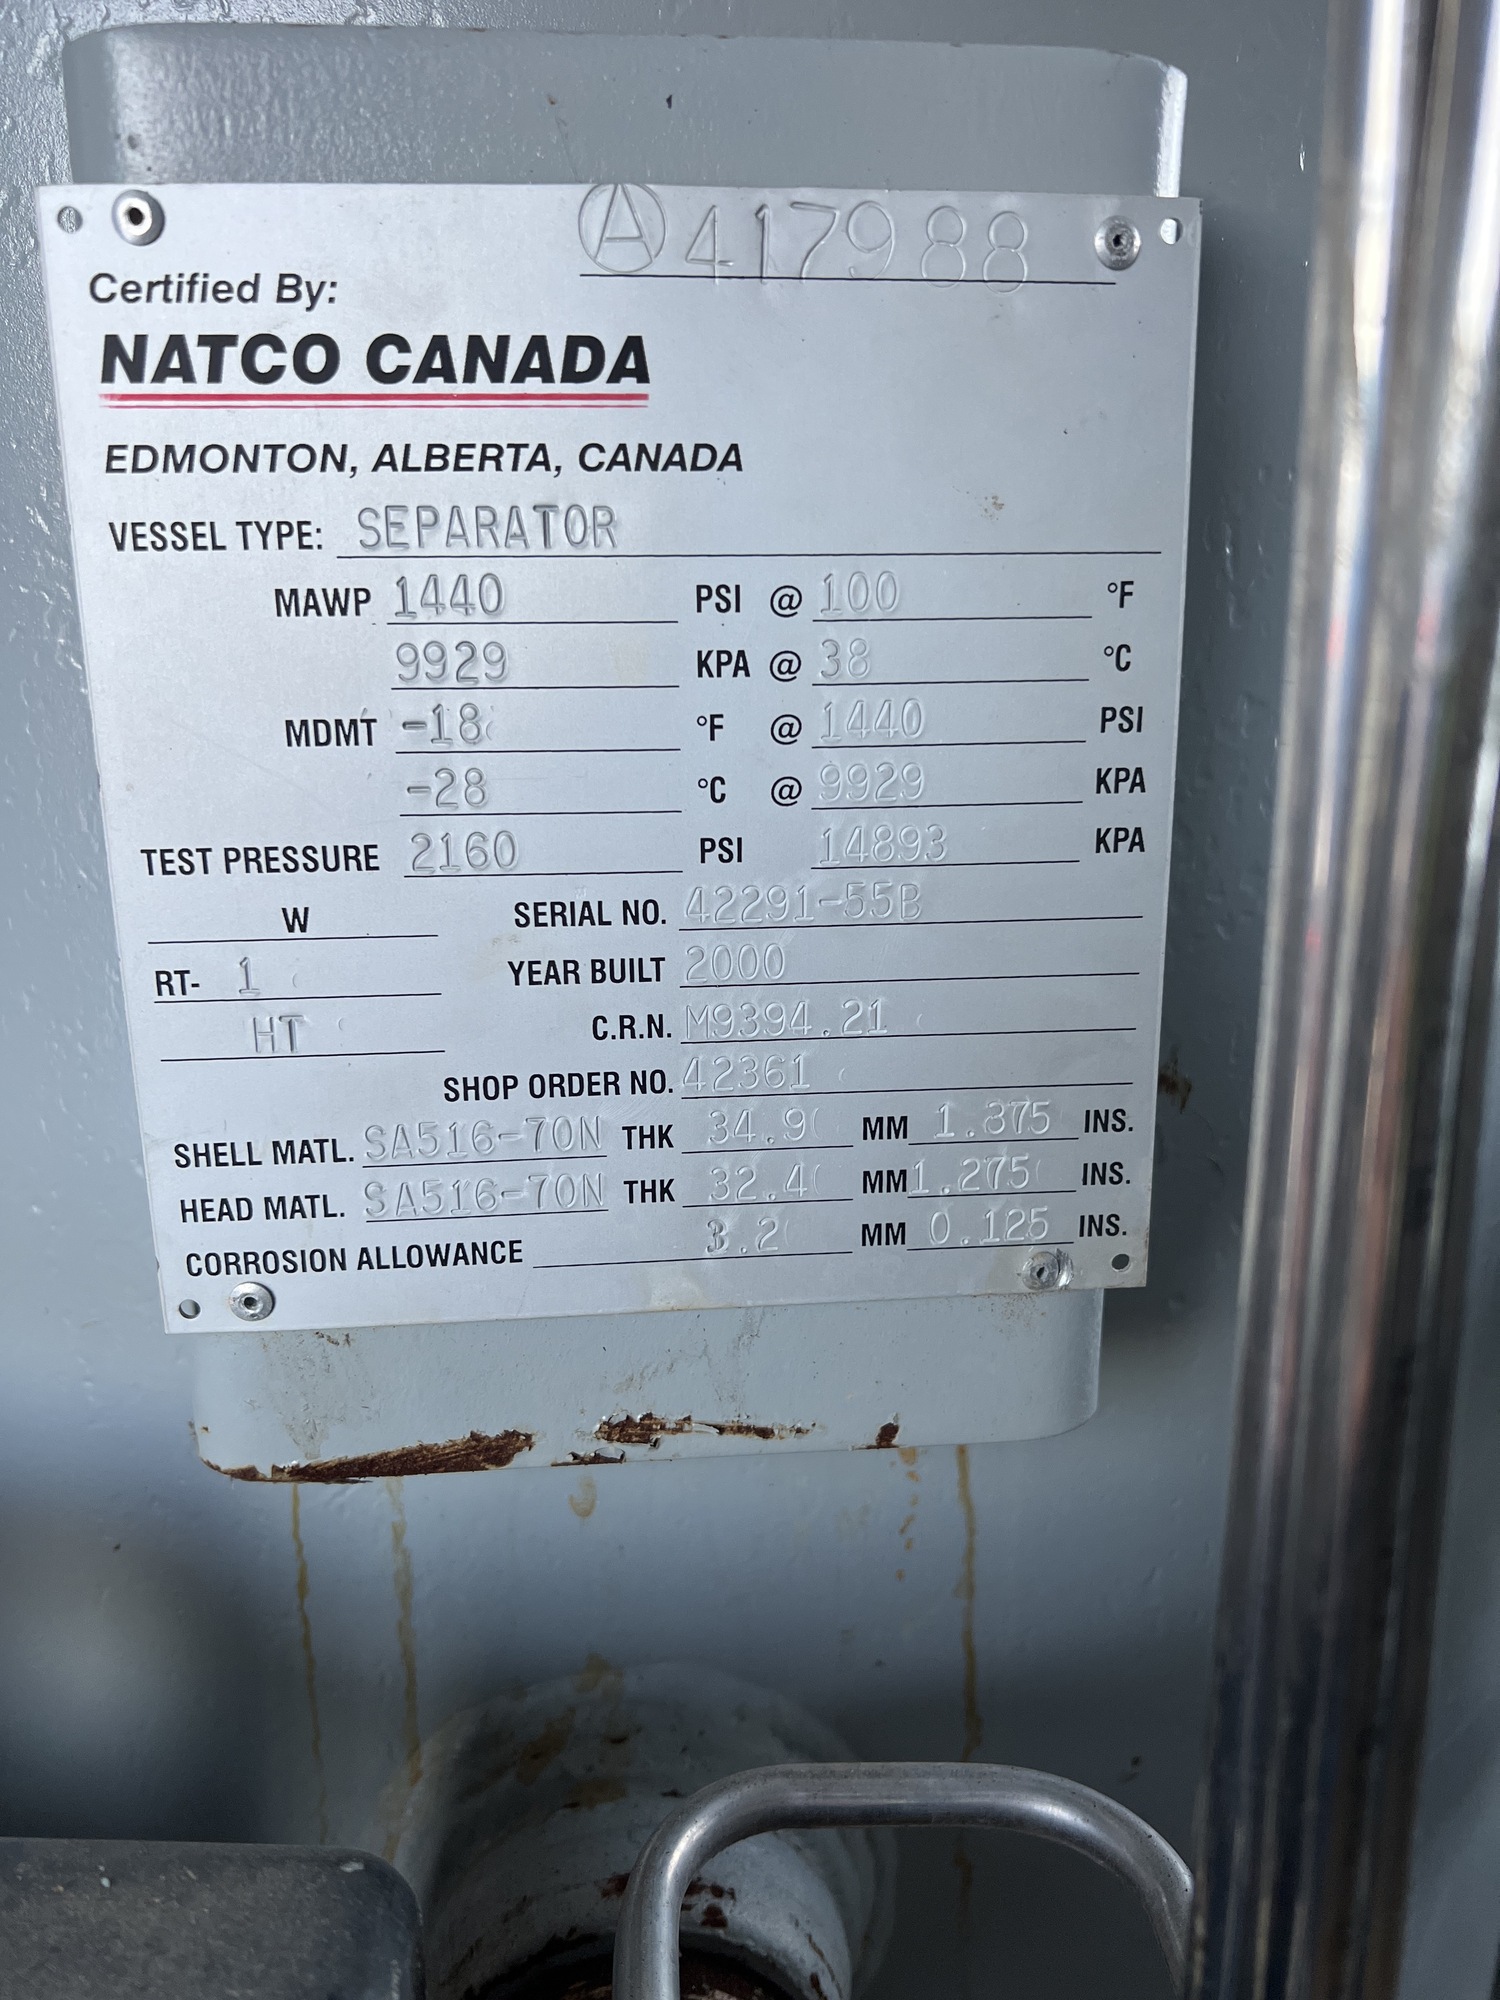 Ⓐ417988
Certified By:
NATCO CANADA
EDMONTON, ALBERTA, CANADA
VESSEL TYPE: SEPARATOR
MAWP 1440 PSI @ 100 °F
9929 KPA @ 38 °C
MDMT -18 °F @ 1440 PSI
-28 °C @ 9929 KPA
TEST PRESSURE 2160 PSI 14893 KPA
W SERIAL NO. 42291-55B
RT- 1 YEAR BUILT 2000
HT C.R.N. M9394.21
SHOP ORDER NO. 42361
SHELL MATL. SA516-70N THK 34.9 MM 1.375 INS.
HEAD MATL. SA516-70N THK 32.4 MM 1.275 INS.
CORROSION ALLOWANCE 3.2 MM 0.125 INS.